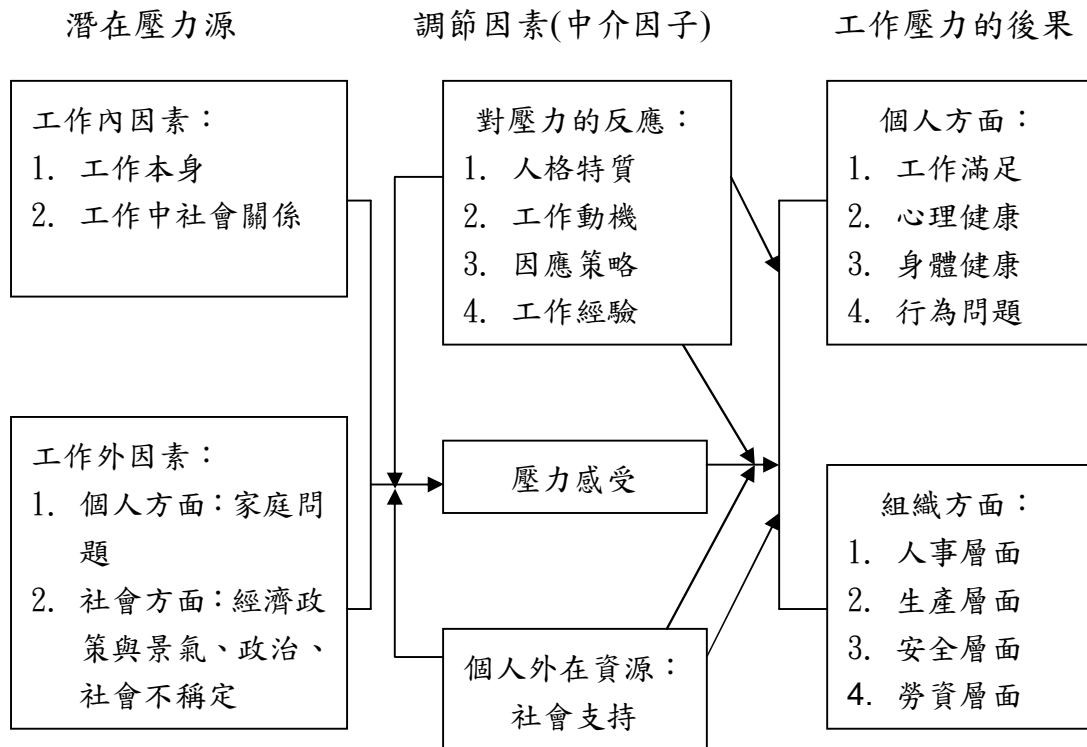 潛在壓力源
調節因素(中介因子)
工作壓力的後果
工作內因素：
1. 工作本身
2. 工作中社會關係
對壓力的反應：
1. 人格特質
2. 工作動機
3. 因應策略
4. 工作經驗
個人方面：
1. 工作滿足
2. 心理健康
3. 身體健康
4. 行為問題
工作外因素：
1. 個人方面：家庭問
題
2. 社會方面：經濟政
策與景氣、政治、
社會不稱定
壓力感受
個人外在資源：
社會支持
組織方面：
1. 人事層面
2. 生產層面
3. 安全層面
4. 勞資層面